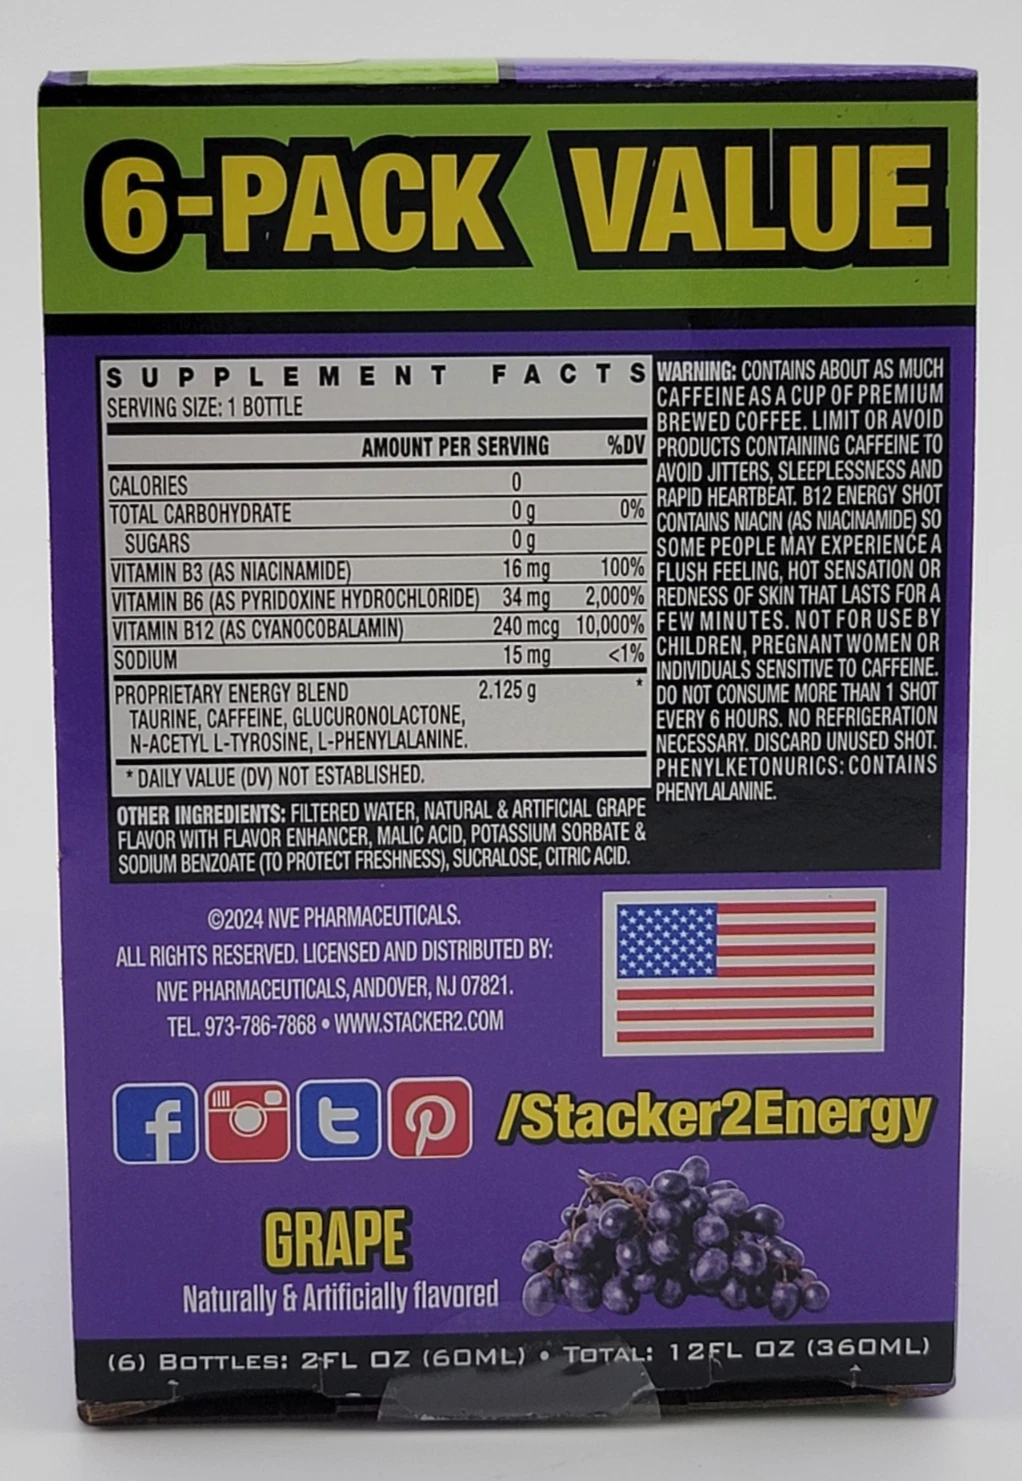 6-PACK VALUE
SUPPLEMENT FACTS
SERVING SIZE: 1 BOTTLE
AMOUNT PER SERVING %DV
CALORIES 0
TOTAL CARBOHYDRATE 0 g 0%
SUGARS 0 g
VITAMIN B3 (AS NIACINAMIDE) 16 mg 100%
VITAMIN B6 (AS PYRIDOXINE HYDROCHLORIDE) 34 mg 2,000%
VITAMIN B12 (AS CYANOCOBALAMIN) 240 mcg 10,000%
SODIUM 15 mg <1%
PROPRIETARY ENERGY BLEND 2.125 g *
TAURINE, CAFFEINE, GLUCURONOLACTONE,
N-ACETYL L-TYROSINE, L-PHENYLALANINE.
* DAILY VALUE (DV) NOT ESTABLISHED.
OTHER INGREDIENTS: FILTERED WATER, NATURAL & ARTIFICIAL GRAPE
FLAVOR WITH FLAVOR ENHANCER, MALIC ACID, POTASSIUM SORBATE &
SODIUM BENZOATE (TO PROTECT FRESHNESS), SUCRALOSE, CITRIC ACID.
WARNING: CONTAINS ABOUT AS MUCH
CAFFEINE AS A CUP OF PREMIUM
BREWED COFFEE. LIMIT OR AVOID
PRODUCTS CONTAINING CAFFEINE TO
AVOID JITTERS, SLEEPLESSNESS AND
RAPID HEARTBEAT. B12 ENERGY SHOT
CONTAINS NIACIN (AS NIACINAMIDE) SO
SOME PEOPLE MAY EXPERIENCE A
FLUSH FEELING, HOT SENSATION OR
REDNESS OF SKIN THAT LASTS FOR A
FEW MINUTES. NOT FOR USE BY
CHILDREN, PREGNANT WOMEN OR
INDIVIDUALS SENSITIVE TO CAFFEINE.
DO NOT CONSUME MORE THAN 1 SHOT
EVERY 6 HOURS. NO REFRIGERATION
NECESSARY. DISCARD UNUSED SHOT.
PHENYLKETONURICS: CONTAINS
PHENYLALANINE.
©2024 NVE PHARMACEUTICALS.
ALL RIGHTS RESERVED. LICENSED AND DISTRIBUTED BY:
NVE PHARMACEUTICALS, ANDOVER, NJ 07821.
TEL. 973-786-7868 • WWW.STACKER2.COM
/Stacker2Energy
GRAPE
Naturally & Artificially flavored
(6) BOTTLES: 2FL OZ (60ML) • TOTAL: 12FL OZ (360ML)